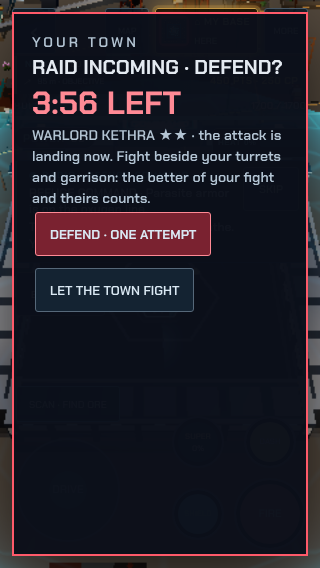 YOUR TOWN
RAID INCOMING · DEFEND?
3:56 LEFT
WARLORD KETHRA ★★ · the attack is
landing now. Fight beside your turrets
and garrison: the better of your fight
and theirs counts.
DEFEND · ONE ATTEMPT
LET THE TOWN FIGHT